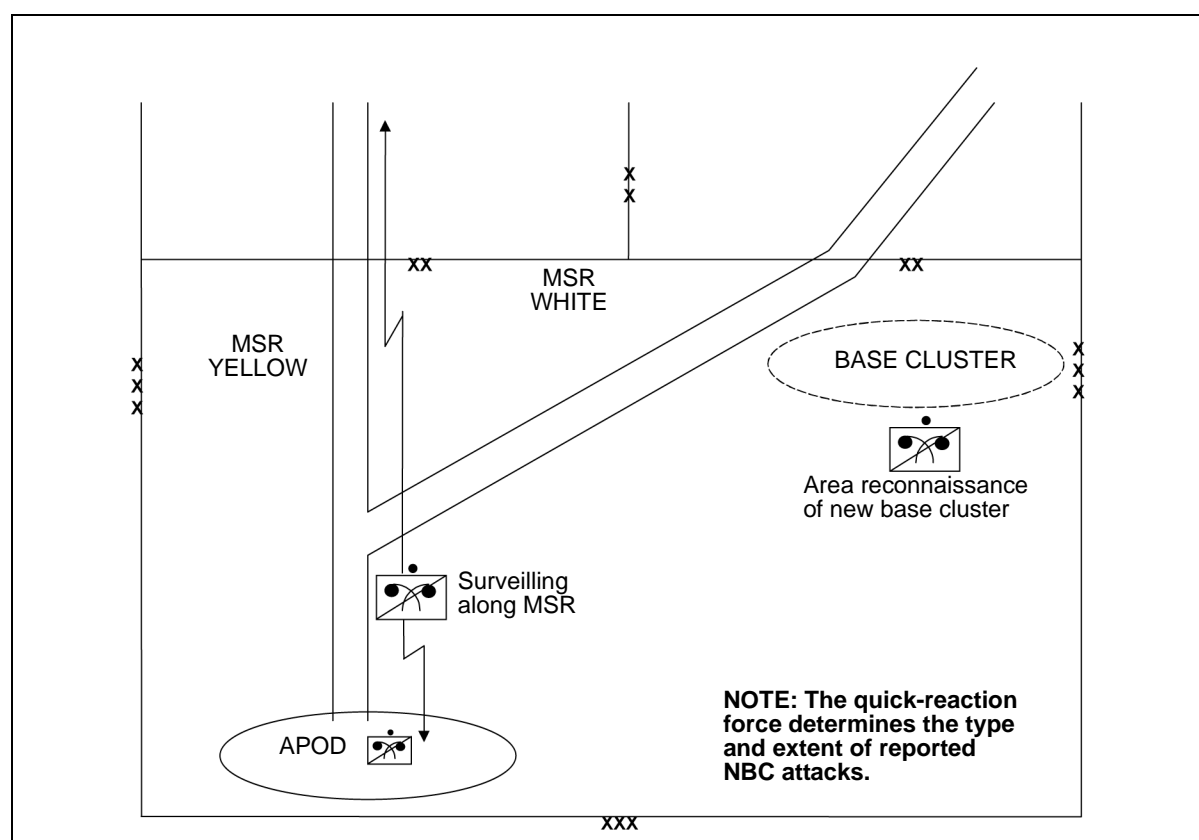 X
X
XX
XX
MSR
WHITE
MSR
YELLOW
X
X
X
BASE CLUSTER
X
X
X
Area reconnaissance
of new base cluster
Surveilling
along MSR
NOTE: The quick-reaction
force determines the type
and extent of reported
NBC attacks.
APOD
XXX